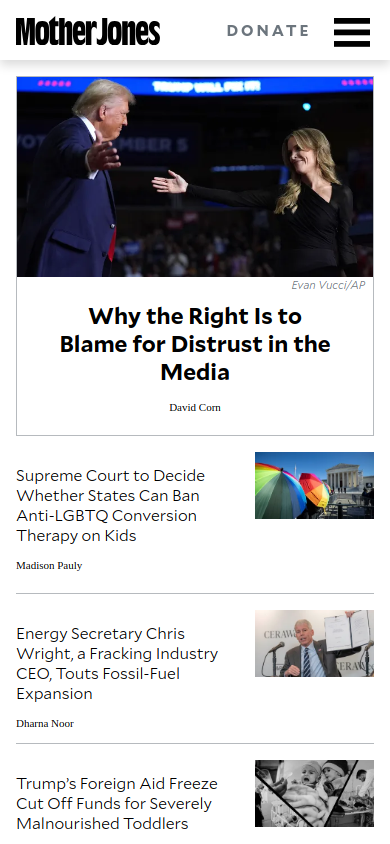 Mother Jones
DONATE
TRUMP WILL FIX IT!
Evan Vucci/AP
Why the Right Is to
Blame for Distrust in the
Media
David Corn
Supreme Court to Decide
Whether States Can Ban
Anti-LGBTQ Conversion
Therapy on Kids
Madison Pauly
Energy Secretary Chris
Wright, a Fracking Industry
CEO, Touts Fossil-Fuel
Expansion
Dharna Noor
Trump’s Foreign Aid Freeze
Cut Off Funds for Severely
Malnourished Toddlers